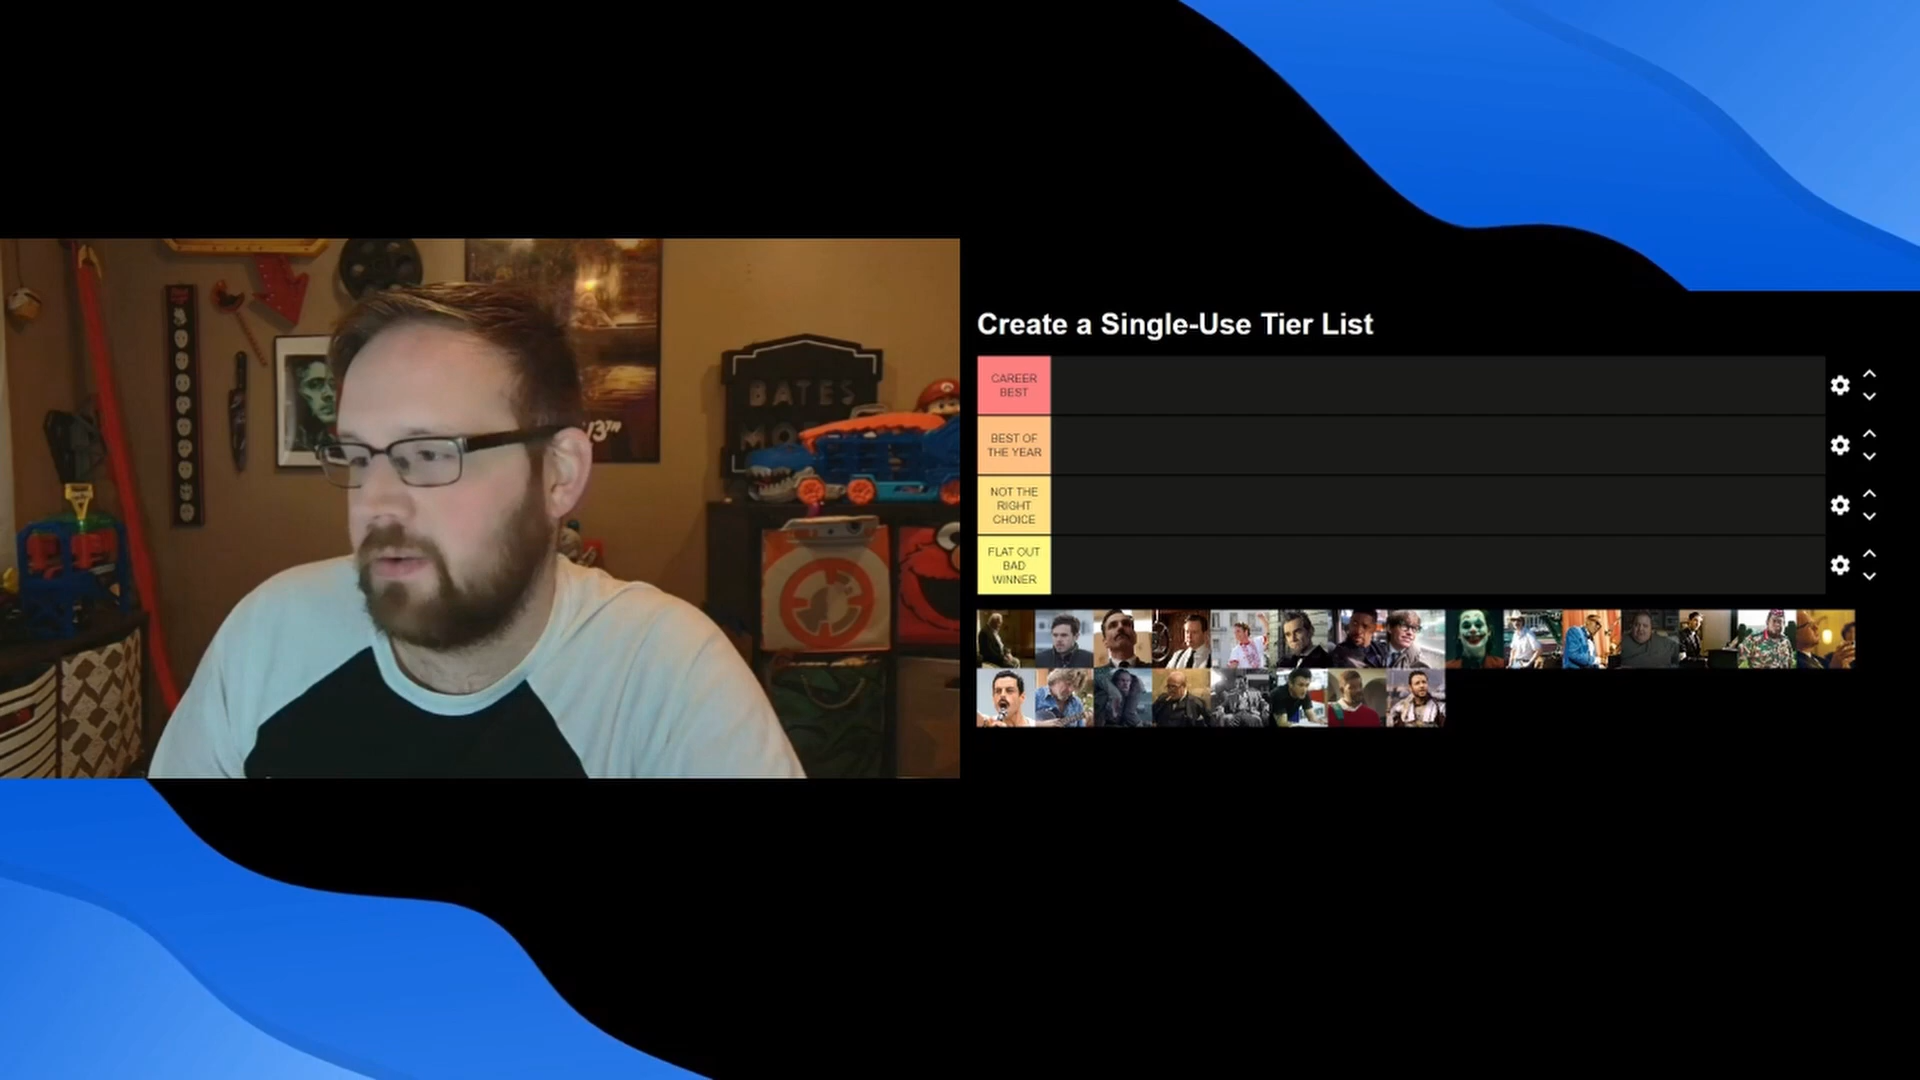 Create a Single-Use Tier List
CAREER
BEST
BEST OF
THE YEAR
NOT THE
RIGHT
CHOICE
FLAT OUT
BAD
WINNER
BATES
MO
13TH